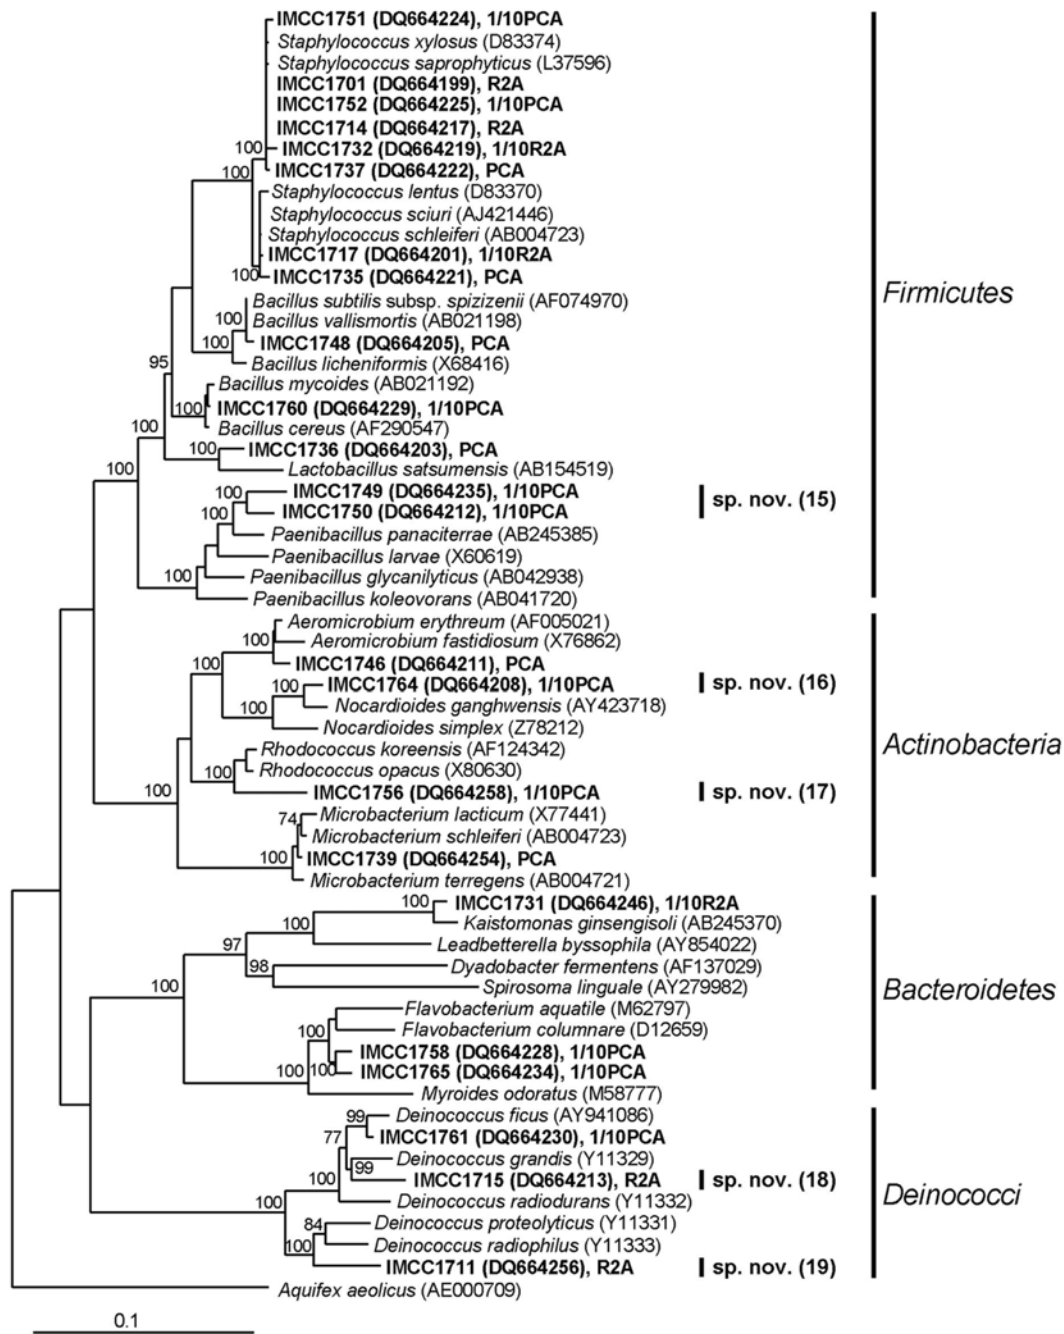 IMCC1751 (DQ664224), 1/10PCA
Staphylococcus xylosus (D83374)
Staphylococcus saprophyticus (L37596)
IMCC1701 (DQ664199), R2A
IMCC1752 (DQ664225), 1/10PCA
IMCC1714 (DQ664217), R2A
100 IMCC1732 (DQ664219), 1/10R2A
100 IMCC1737 (DQ664222), PCA
Staphylococcus lentus (D83370)
Staphylococcus sciuri (AJ421446)
Staphylococcus schleiferi (AB004723)
IMCC1717 (DQ664201), 1/10R2A
100 IMCC1735 (DQ664221), PCA
Firmicutes
Bacillus subtilis subsp. spizizenii (AF074970)
100 Bacillus vallismortis (AB021198)
100 IMCC1748 (DQ664205), PCA
Bacillus licheniformis (X68416)
95 Bacillus mycoides (AB021192)
100 IMCC1760 (DQ664229), 1/10PCA
Bacillus cereus (AF290547)
100
100 IMCC1736 (DQ664203), PCA
100 Lactobacillus satsumensis (AB154519)
100 IMCC1749 (DQ664235), 1/10PCA
sp. nov. (15)
100 IMCC1750 (DQ664212), 1/10PCA
Paenibacillus panaciterrae (AB245385)
Paenibacillus larvae (X60619)
100 Paenibacillus glycanilyticus (AB042938)
Paenibacillus koleovorans (AB041720)
Aeromicrobium erythreum (AF005021)
100 Aeromicrobium fastidiosum (X76862)
100 IMCC1746 (DQ664211), PCA
100 IMCC1764 (DQ664208), 1/10PCA sp. nov. (16)
100 Nocardioides ganghwensis (AY423718)
Nocardioides simplex (Z78212)
Actinobacteria
Rhodococcus koreensis (AF124342)
100 Rhodococcus opacus (X80630)
100 IMCC1756 (DQ664258), 1/10PCA sp. nov. (17)
74 Microbacterium lacticum (X77441)
Microbacterium schleiferi (AB004723)
100 IMCC1739 (DQ664254), PCA
Microbacterium terregens (AB004721)
100 IMCC1731 (DQ664246), 1/10R2A
100 Kaistomonas ginsengisoli (AB245370)
97 Leadbetterella byssophila (AY854022)
98 Dyadobacter fermentens (AF137029)
100 Spirosoma linguale (AY279982)
Bacteroidetes
Flavobacterium aquatile (M62797)
100 Flavobacterium columnare (D12659)
IMCC1758 (DQ664228), 1/10PCA
100 100 IMCC1765 (DQ664234), 1/10PCA
Myroides odoratus (M58777)
99 Deinococcus ficus (AY941086)
77 IMCC1761 (DQ664230), 1/10PCA
Deinococcus grandis (Y11329)
99
100 IMCC1715 (DQ664213), R2A sp. nov. (18)
Deinococcus radiodurans (Y11332)
Deinococci
100
84 Deinococcus proteolyticus (Y11331)
100 Deinococcus radiophilus (Y11333)
IMCC1711 (DQ664256), R2A sp. nov. (19)
Aquifex aeolicus (AE000709)
0.1